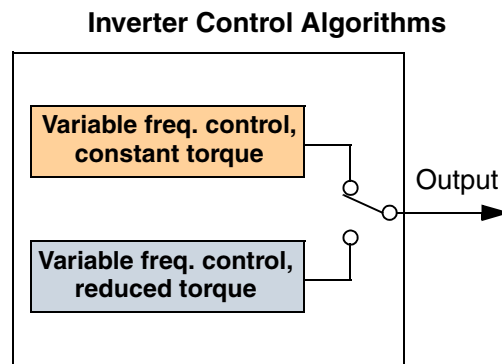 Inverter Control Algorithms
Variable freq. control,
constant torque
Output
Variable freq. control,
reduced torque